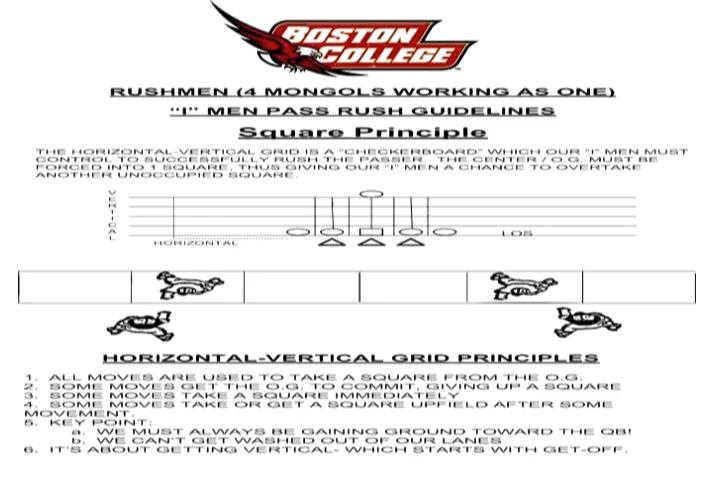 BOSTON
COLLEGE
RUSHMEN (4 MONGOLS WORKING AS ONE)
"I" MEN PASS RUSH GUIDELINES
Square Principle
THE HORIZONTAL-VERTICAL GRID IS A "CHECKERBOARD" WHICH OUR "I" MEN MUST
CONTROL TO SUCCESSFULLY RUSH THE PASSER. THE CENTER / O.G. MUST BE
FORCED INTO 1 SQUARE, THUS GIVING OUR "I" MEN A CHANCE TO OVERTAKE
ANOTHER UNOCCUPIED SQUARE.
VERTICAL
LOS
HORIZONTAL
HORIZONTAL-VERTICAL GRID PRINCIPLES
1. ALL MOVES ARE USED TO TAKE A SQUARE FROM THE O.G.
2. SOME MOVES GET THE O.G. TO COMMIT, GIVING UP A SQUARE
3. SOME MOVES TAKE A SQUARE IMMEDIATELY
4. SOME MOVES TAKE OR GET A SQUARE UPFIELD AFTER SOME
MOVEMENT.
5. KEY POINT:
a. WE MUST ALWAYS BE GAINING GROUND TOWARD THE QB!
b. WE CAN'T GET WASHED OUT OF OUR LANES
6. IT'S ABOUT GETTING VERTICAL- WHICH STARTS WITH GET-OFF.